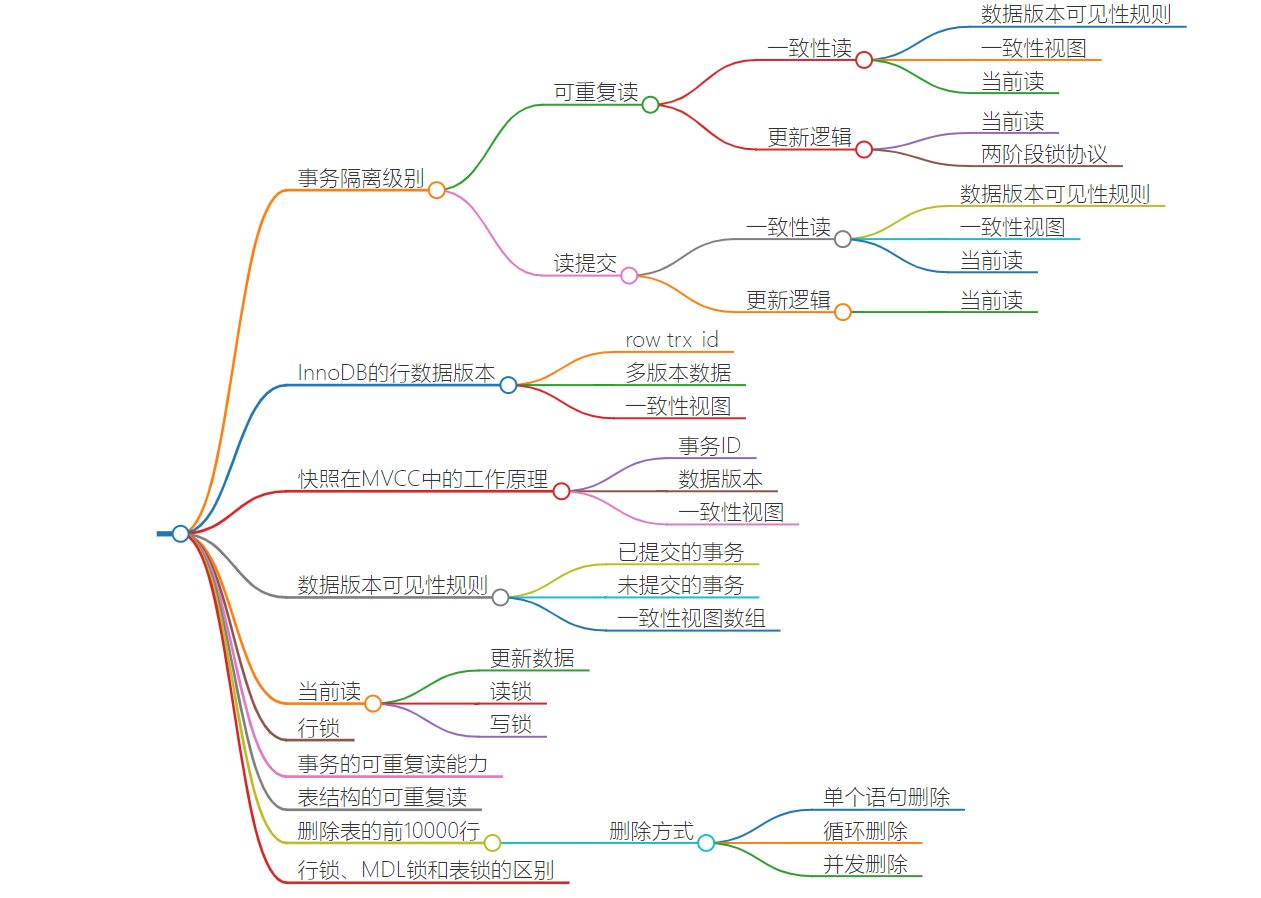 数据版本可见性规则
一致性读
一致性视图
当前读
可重复读
当前读
更新逻辑
两阶段锁协议
事务隔离级别
数据版本可见性规则
一致性读
一致性视图
读提交
当前读
更新逻辑
当前读
row trx_id
InnoDB的行数据版本
多版本数据
一致性视图
事务ID
快照在MVCC中的工作原理
数据版本
一致性视图
已提交的事务
数据版本可见性规则
未提交的事务
一致性视图数组
更新数据
当前读
读锁
写锁
行锁
事务的可重复读能力
表结构的可重复读
单个语句删除
删除表的前10000行
删除方式
循环删除
并发删除
行锁、MDL锁和表锁的区别